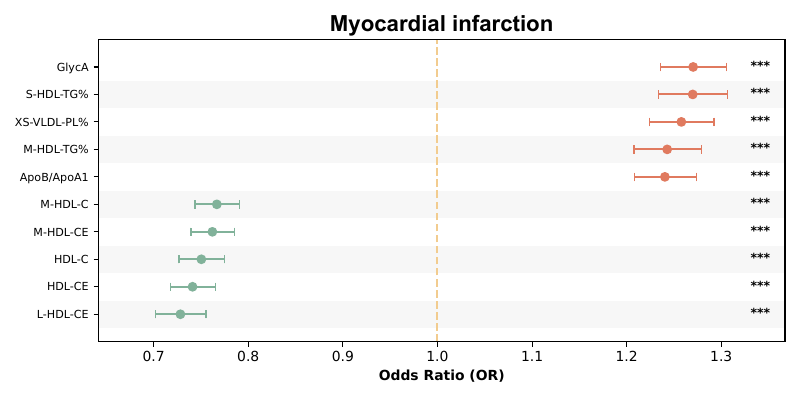 Myocardial infarction
GlycA ***
S-HDL-TG% ***
XS-VLDL-PL% ***
M-HDL-TG% ***
ApoB/ApoA1 ***
M-HDL-C ***
M-HDL-CE ***
HDL-C ***
HDL-CE ***
L-HDL-CE ***
0.7 0.8 0.9 1.0 1.1 1.2 1.3
Odds Ratio (OR)